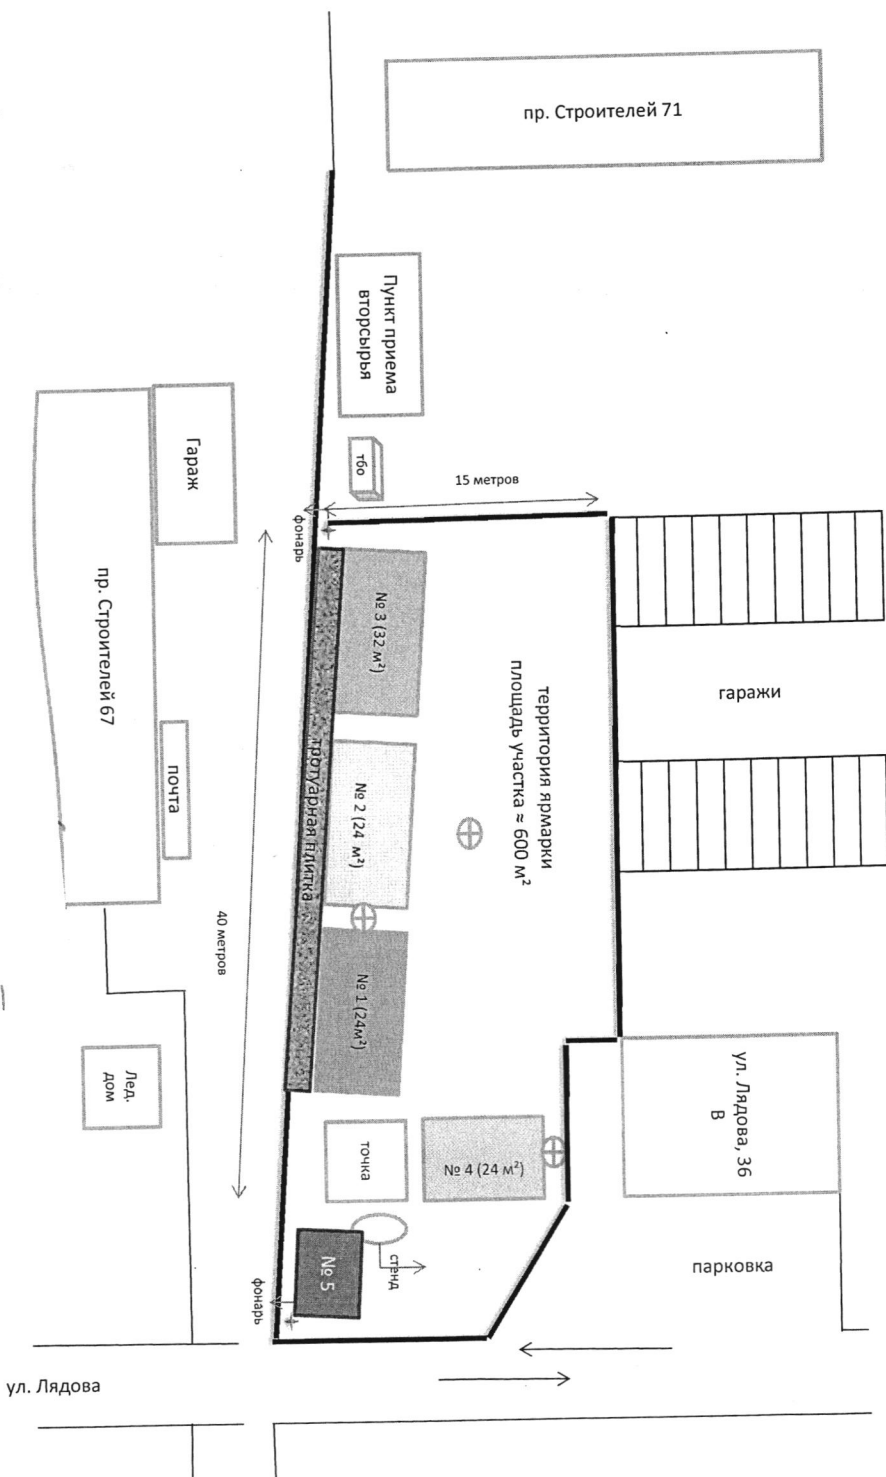 пр. Строителей 71
Пункт приема
вторсырья
тбо
15 метров
Гараж
фонарь
пр. Строителей 67
почта
40 метров
№ 3 (32 м²)
тротуарная плитка
№ 2 (24 м²)
№ 1 (24м²)
территория ярмарки
площадь участка ≈ 600 м²
гаражи
Лед.
дом
точка
№ 4 (24 м²)
ул. Лядова, 36
В
парковка
стенд
№ 5
фонарь
ул. Лядова